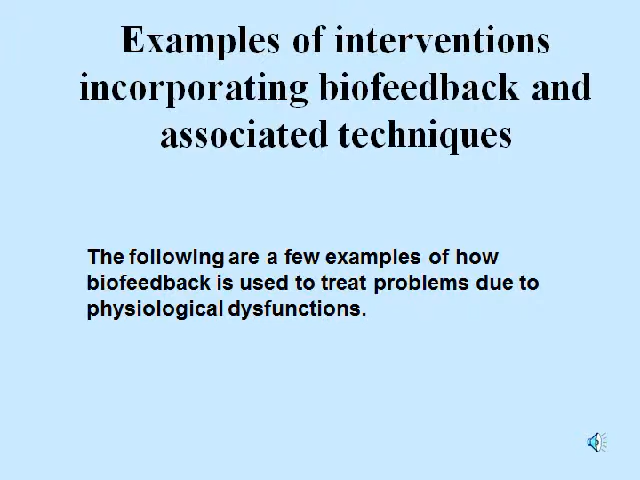 Examples of interventions
incorporating biofeedback and
associated techniques
The following are a few examples of how
biofeedback is used to treat problems due to
physiological dysfunctions.